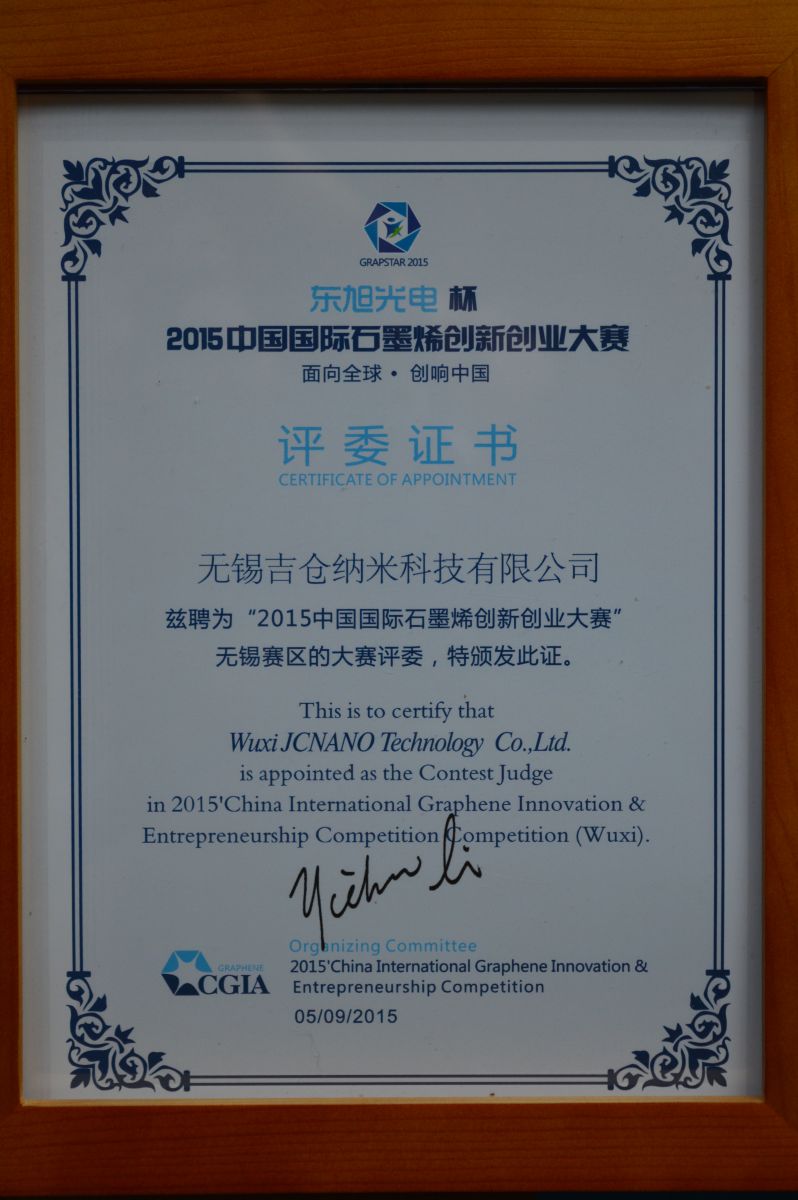 GRAPSTAR 2015
东旭光电 杯
2015中国国际石墨烯创新创业大赛
面向全球·创响中国
评委证书
CERTIFICATE OF APPOINTMENT
无锡吉仓纳米科技有限公司
兹聘为“2015中国国际石墨烯创新创业大赛”
无锡赛区的大赛评委，特颁发此证。
This is to certify that
Wuxi JCNANO Technology Co.,Ltd.
is appointed as the Contest Judge
in 2015'China International Graphene Innovation &
Entrepreneurship Competition Competition (Wuxi).
Organizing Committee
GRAPHENE
CGIA
2015'China International Graphene Innovation &
Entrepreneurship Competition
05/09/2015